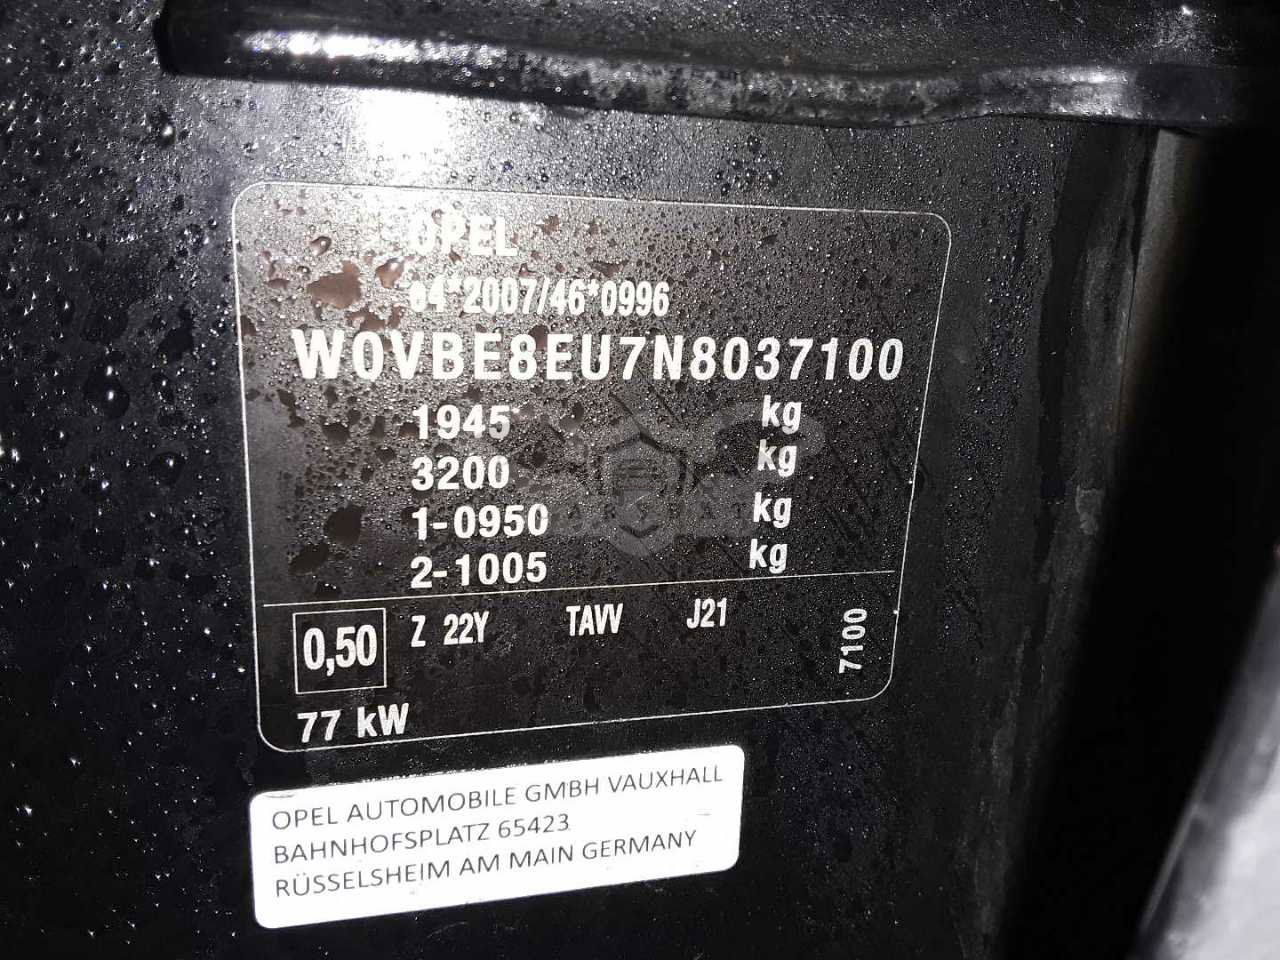 OPEL
e4*2007/46*0996
W0VBE8EU7N8037100
1945 kg
3200 kg
1-0950 kg
2-1005 kg
0,50 Z 22Y TAVV J21 7100
77 kW
OPEL AUTOMOBILE GMBH VAUXHALL
BAHNHOFSPLATZ 65423
RÜSSELSHEIM AM MAIN GERMANY